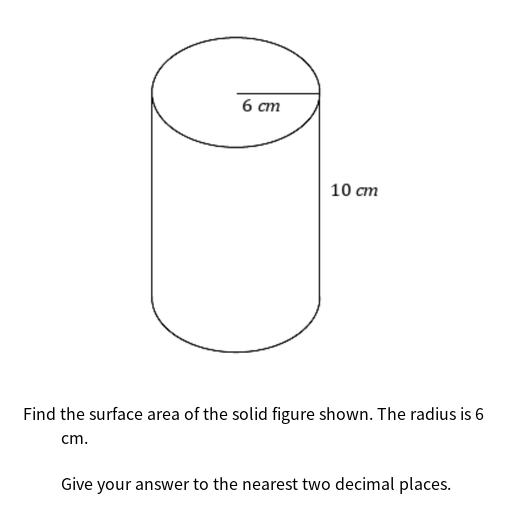 6 cm
10 cm
Find the surface area of the solid figure shown. The radius is 6
cm.
Give your answer to the nearest two decimal places.